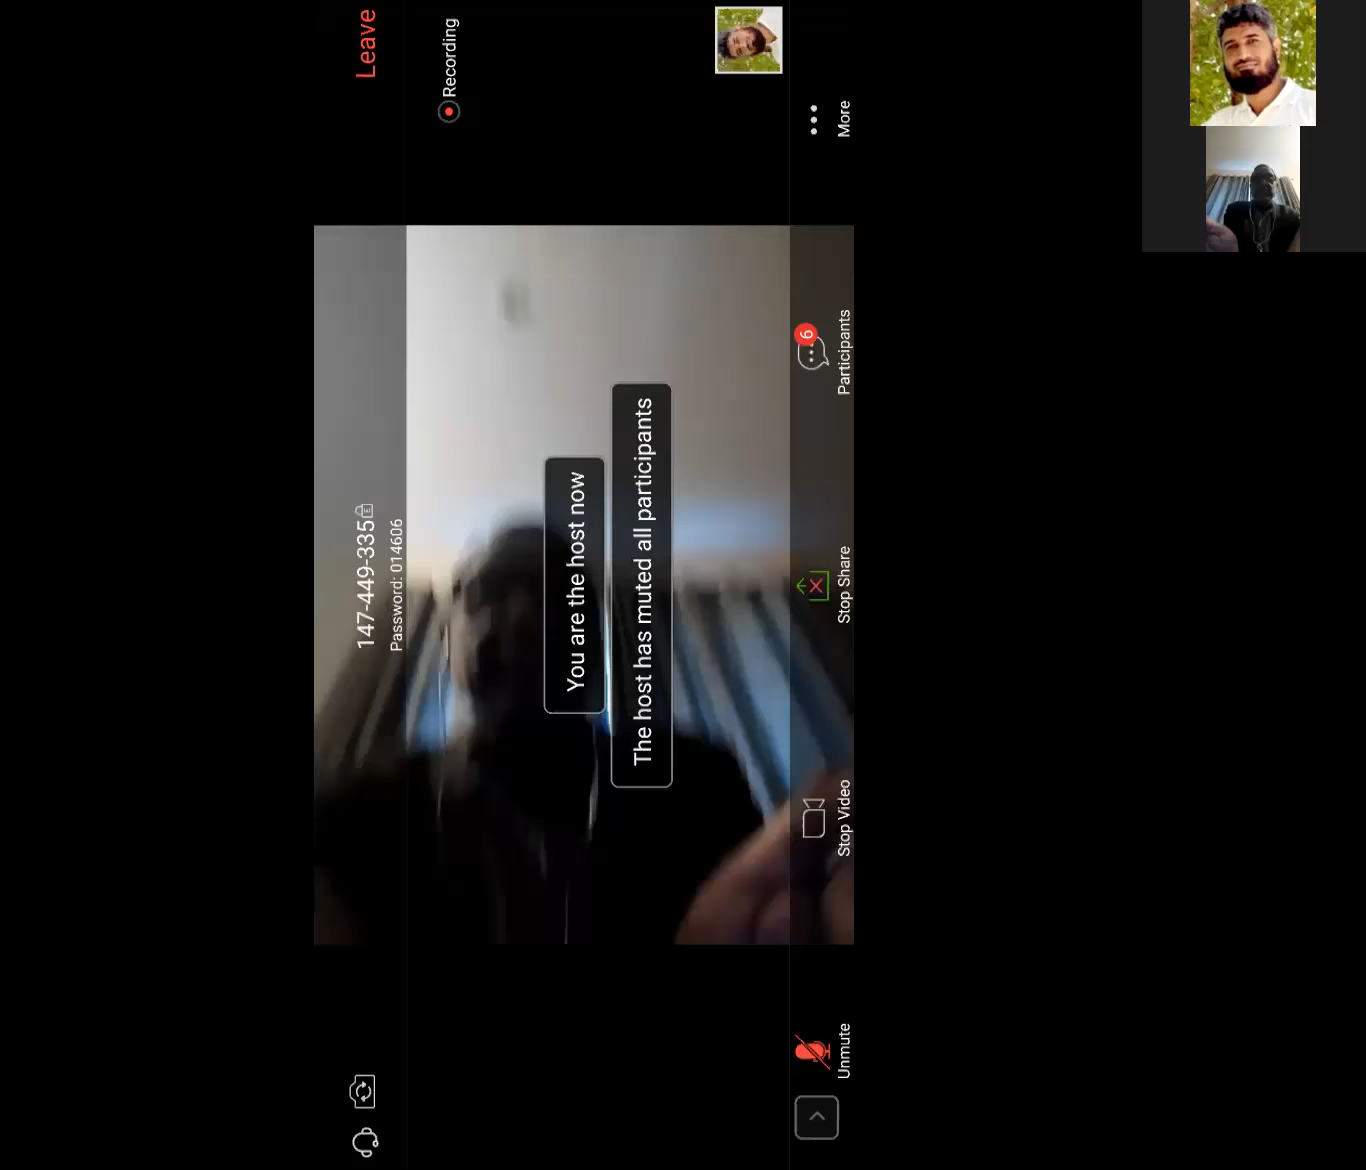 Leave
Recording
147-449-335
Password: 014606
You are the host now
The host has muted all participants
Unmute
Stop Video
Stop Share
6
Participants
More